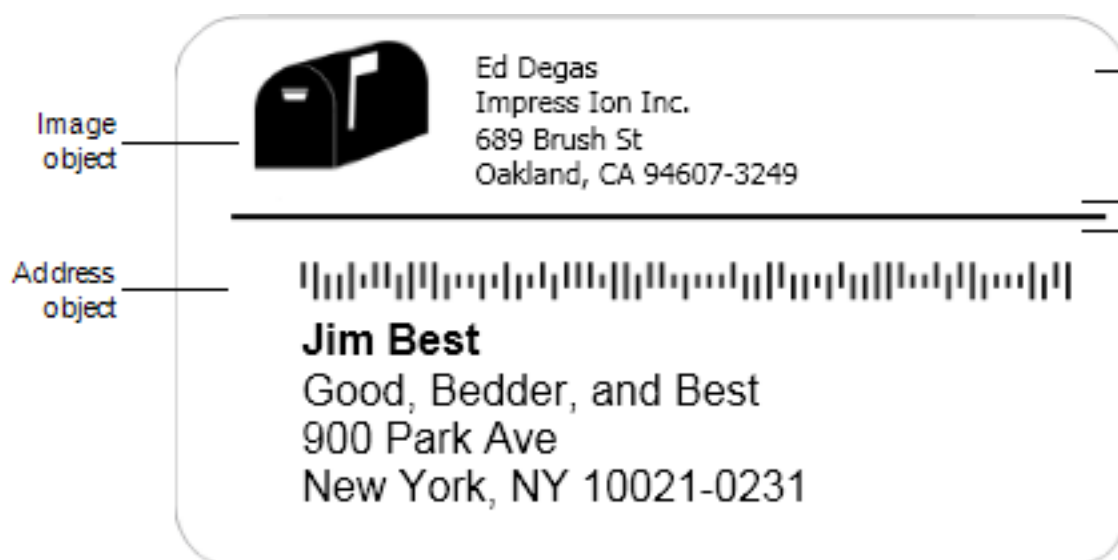 Image
object
Ed Degas
Impress Ion Inc.
689 Brush St
Oakland, CA 94607-3249
Address
object
Jim Best
Good, Bedder, and Best
900 Park Ave
New York, NY 10021-0231